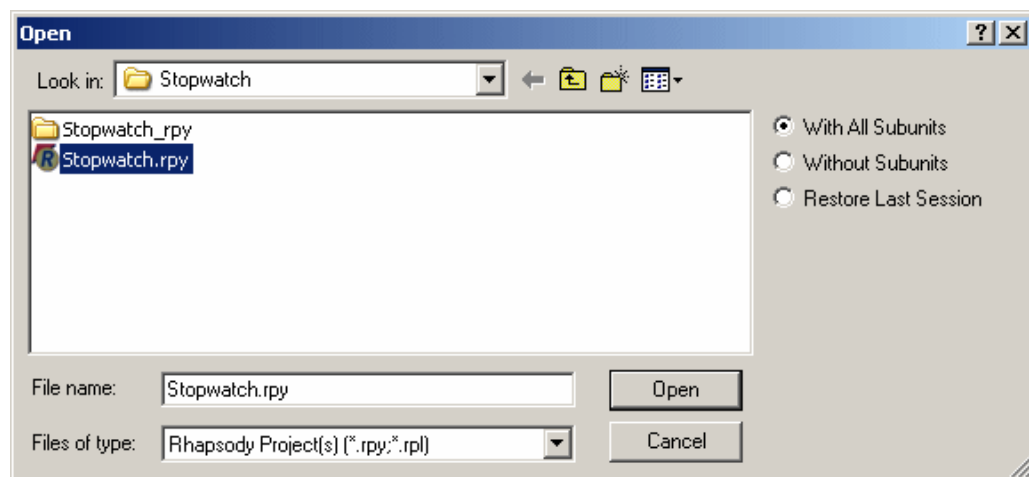 Open
Look in: Stopwatch
Stopwatch_rpy
Stopwatch.rpy
With All Subunits
Without Subunits
Restore Last Session
File name: Stopwatch.rpy
Open
Files of type: Rhapsody Project(s) (*.rpy;*.rpl)
Cancel